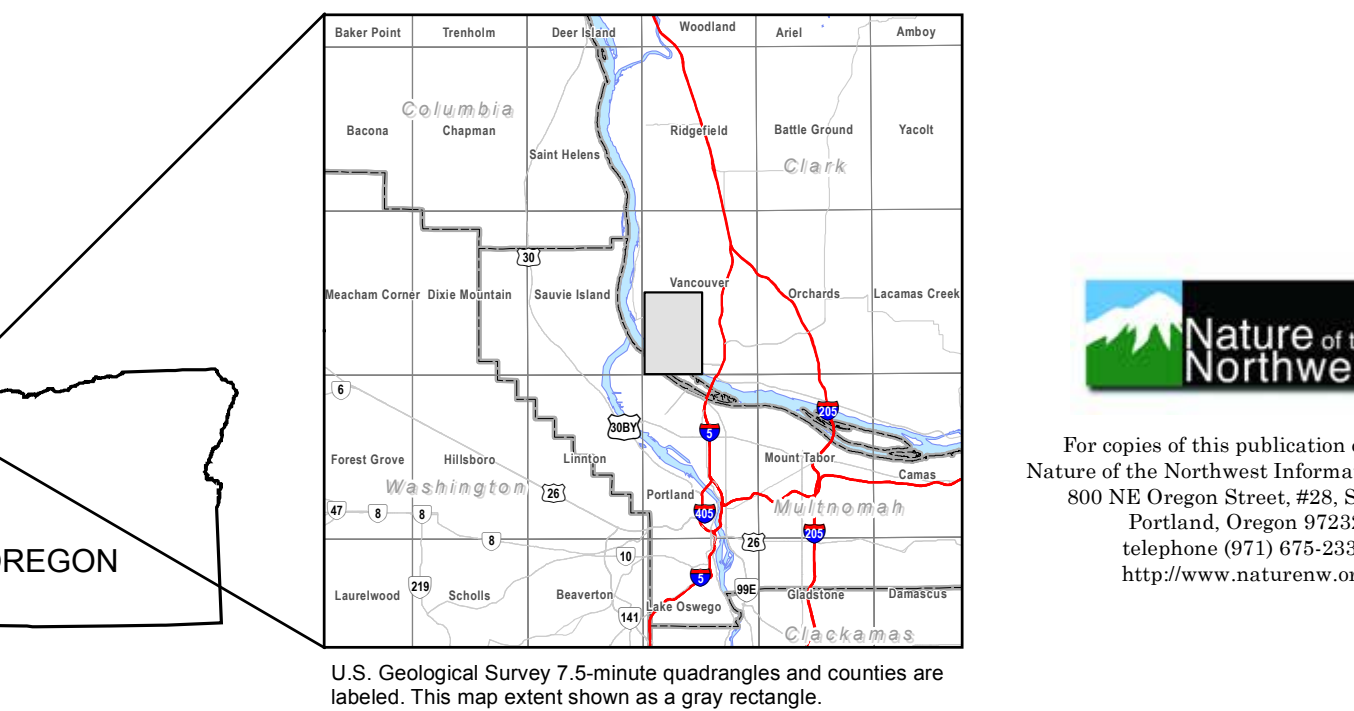 Baker Point Trenholm Deer Island Woodland Ariel Amboy
Columbia
Bacona Chapman Ridgefield Battle Ground Yacolt
Saint Helens
Clark
30
Vancouver
Meacham Corner Dixie Mountain Sauvie Island Orchards Lacamas Creek
6
205
30BY
5
Forest Grove Hillsboro Linnton Mount Tabor
Camas
Washington
26
Portland
Multnomah
47 8 8
405
205
8
26
10
5
219
99E
Laurelwood Scholls Beaverton Gladstone Damascus
Lake Oswego
141
Clackamas
OREGON
U.S. Geological Survey 7.5-minute quadrangles and counties are
labeled. This map extent shown as a gray rectangle.
Nature of
Northwe
For copies of this publication
Nature of the Northwest Informa
800 NE Oregon Street, #28, S
Portland, Oregon 97232
telephone (971) 675-233
http://www.naturenw.or